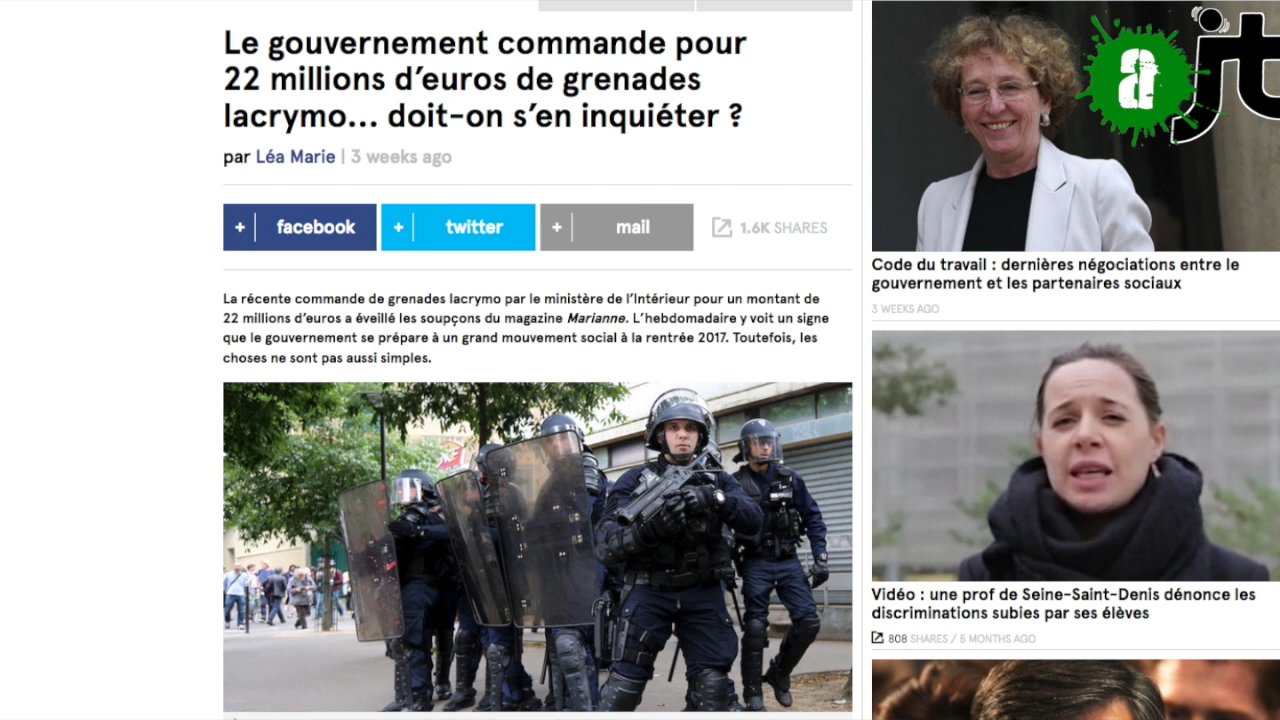 Le gouvernement commande pour
22 millions d'euros de grenades
lacrymo... doit-on s'en inquiéter ?
par Léa Marie | 3 weeks ago
+ facebook
+ twitter
+ mail
1.6K SHARES
La récente commande de grenades lacrymo par le ministère de l'Intérieur pour un montant de
22 millions d'euros a éveillé les soupçons du magazine Marianne. L'hebdomadaire y voit un signe
que le gouvernement se prépare à un grand mouvement social à la rentrée 2017. Toutefois, les
choses ne sont pas aussi simples.
a jt
Code du travail : dernières négociations entre le
gouvernement et les partenaires sociaux
3 WEEKS AGO
Vidéo : une prof de Seine-Saint-Denis dénonce les
discriminations subies par ses élèves
808 SHARES / 5 MONTHS AGO